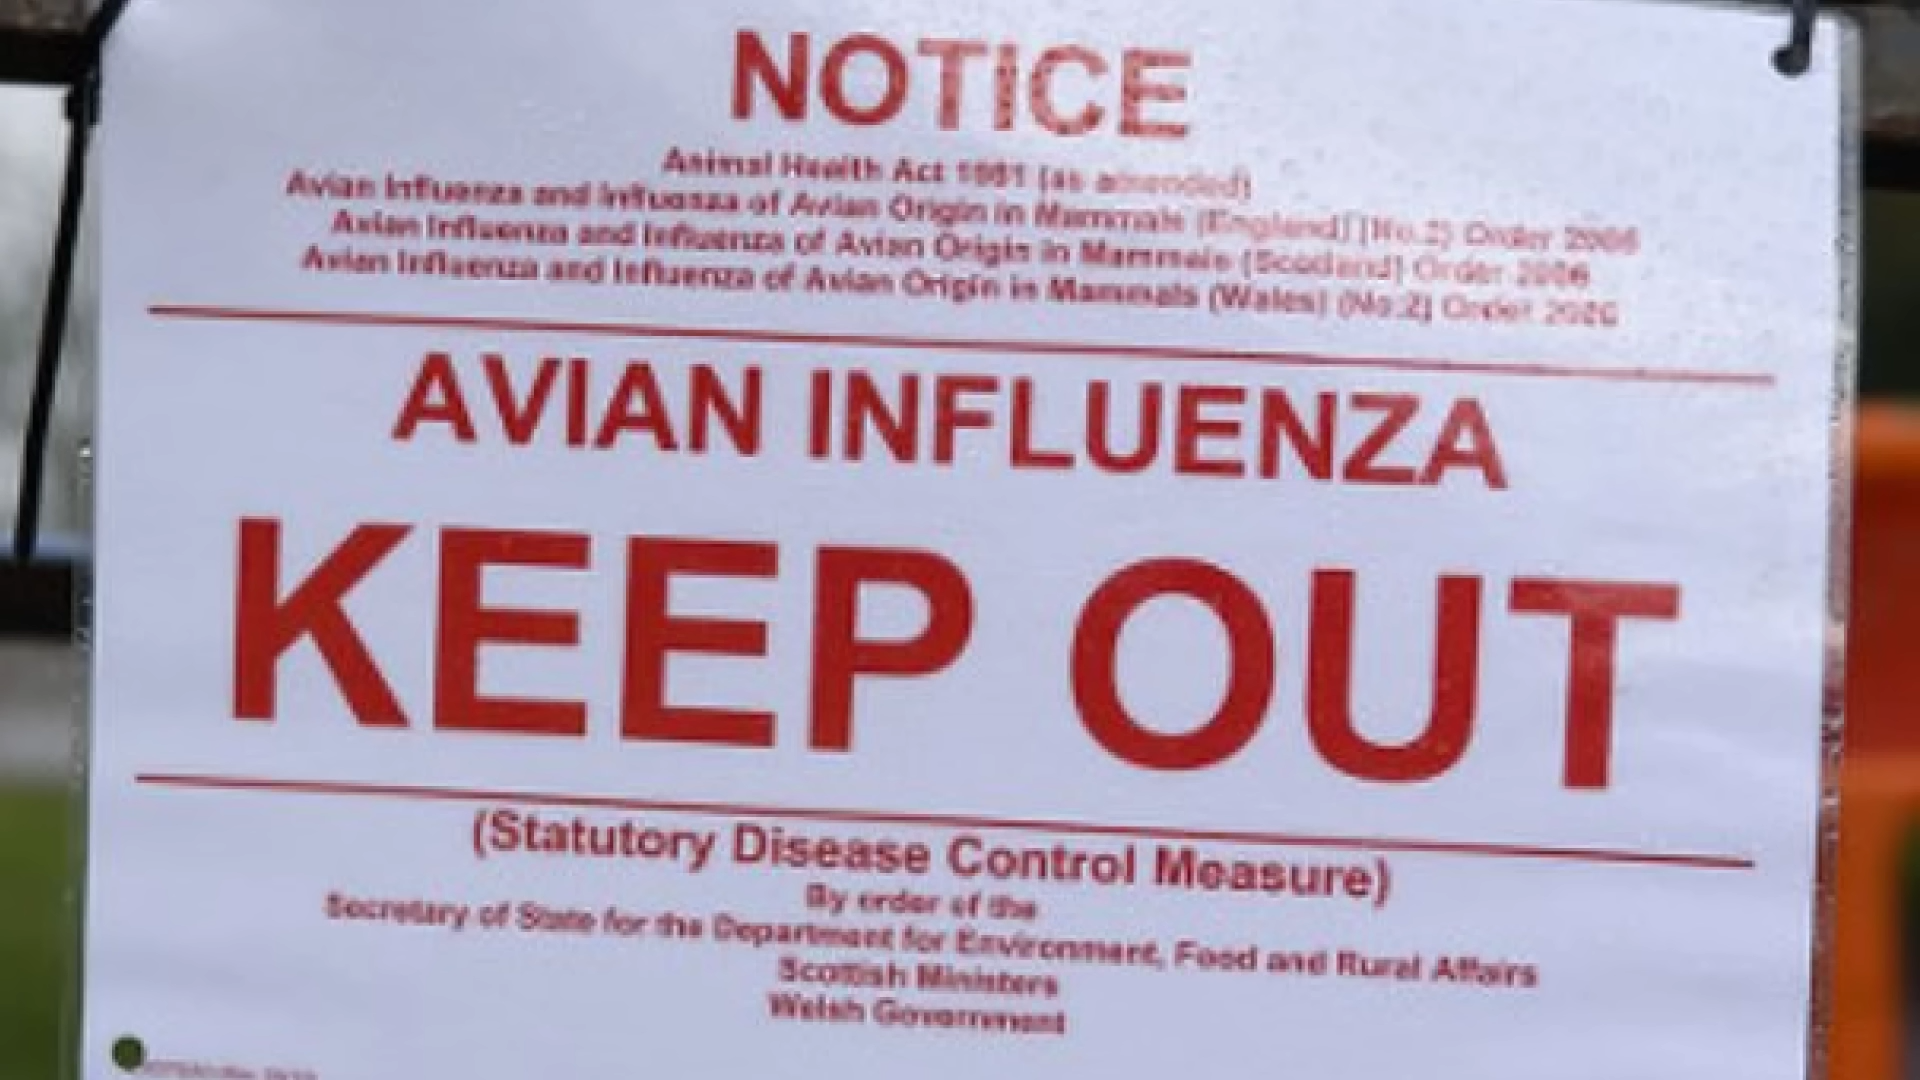 NOTICE
Animal Health Act 1981 (as amended)
Avian Influenza and Influenza of Avian Origin in Mammals (England) (No.2) Order 2006
Avian Influenza and Influenza of Avian Origin in Mammals (Scotland) Order 2006
Avian Influenza and Influenza of Avian Origin in Mammals (Wales) (No.2) Order 2006
AVIAN INFLUENZA
KEEP OUT
(Statutory Disease Control Measure)
By order of the
Secretary of State for the Department for Environment, Food and Rural Affairs
Scottish Ministers
Welsh Government